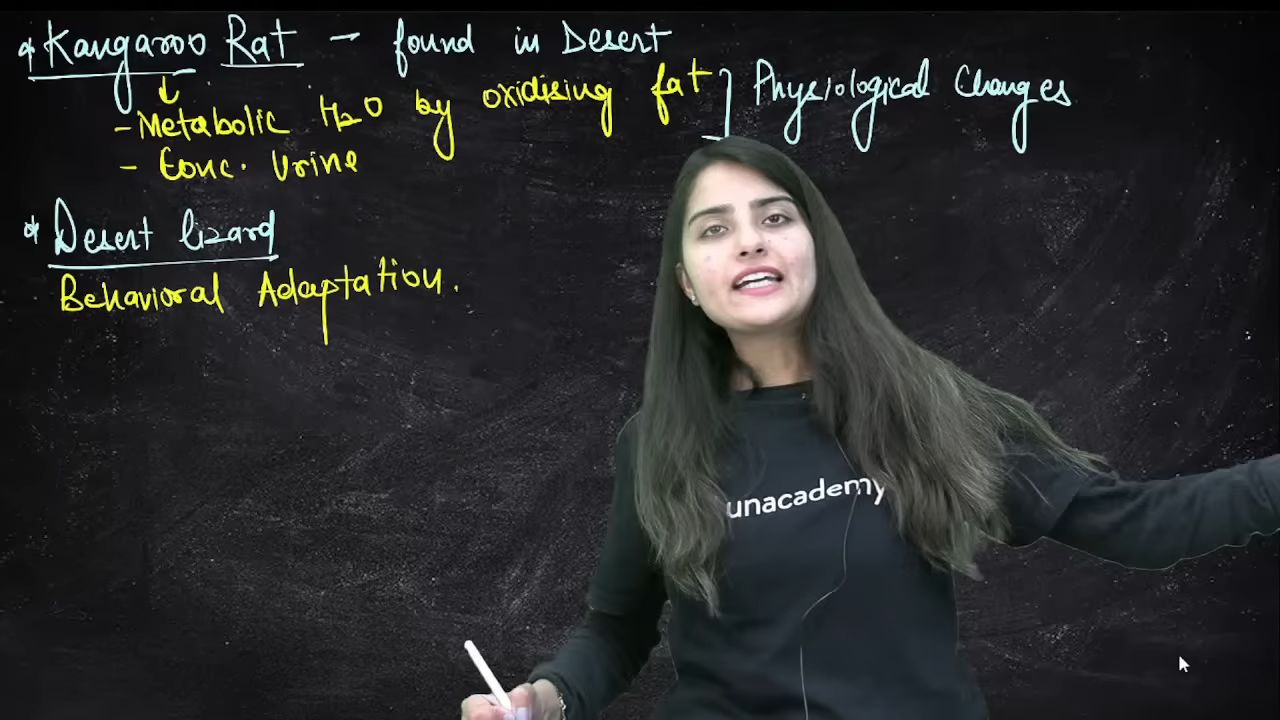 * Kangaroo Rat - found in Desert
- Metabolic H2O by oxidising fat ] Physiological Changes
- Conc. Urine
* Desert lizard
Behavioral Adaptation.
unacademy